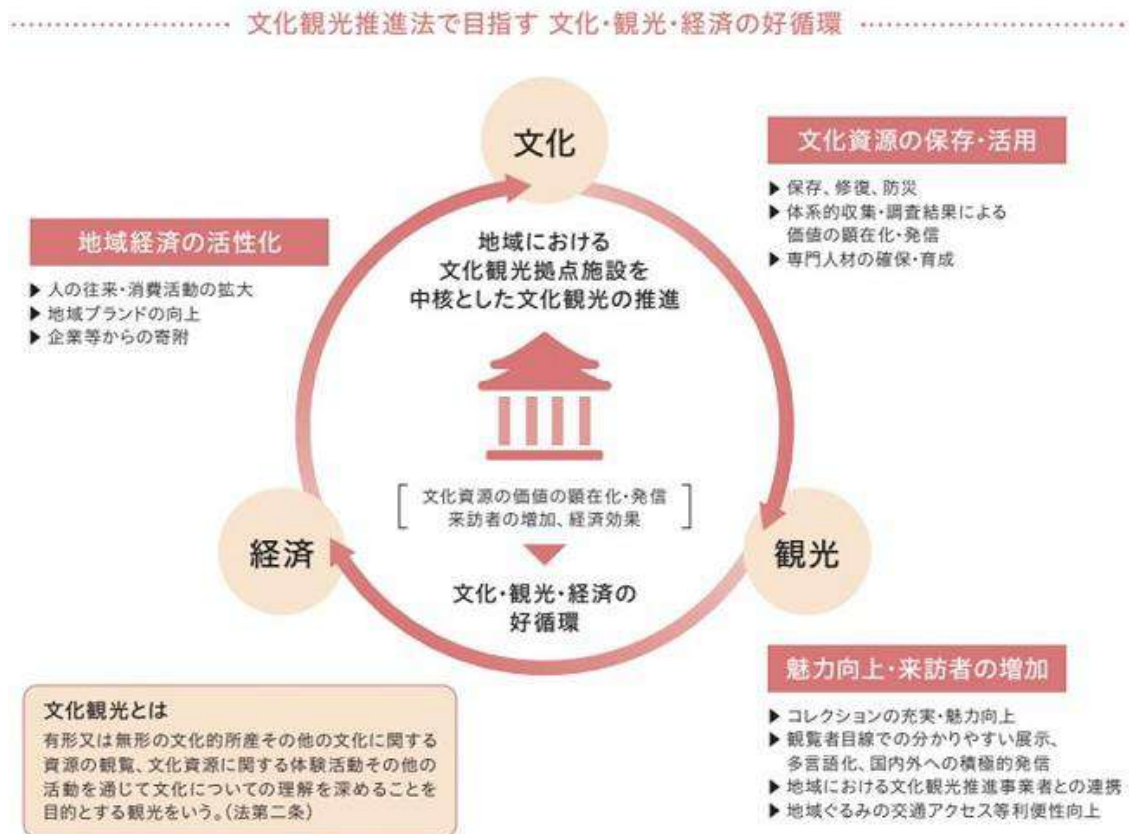 文化観光推進法で目指す 文化・観光・経済の好循環
文化
文化資源の保存・活用
▶ 保存、修復、防災
▶ 体系的収集・調査結果による
価値の顕在化・発信
▶ 専門人材の確保・育成
地域経済の活性化
▶ 人の往来・消費活動の拡大
▶ 地域ブランドの向上
▶ 企業等からの寄附
地域における
文化観光拠点施設を
中核とした文化観光の推進
文化資源の価値の顕在化・発信
来訪者の増加、経済効果
経済
観光
文化・観光・経済の
好循環
魅力向上・来訪者の増加
▶ コレクションの充実・魅力向上
▶ 観覧者目線での分かりやすい展示、
多言語化、国内外への積極的発信
▶ 地域における文化観光推進事業者との連携
▶ 地域ぐるみの交通アクセス等利便性向上
文化観光とは
有形又は無形の文化的所産その他の文化に関する
資源の観覧、文化資源に関する体験活動その他の
活動を通じて文化についての理解を深めることを
目的とする観光をいう。(法第二条)